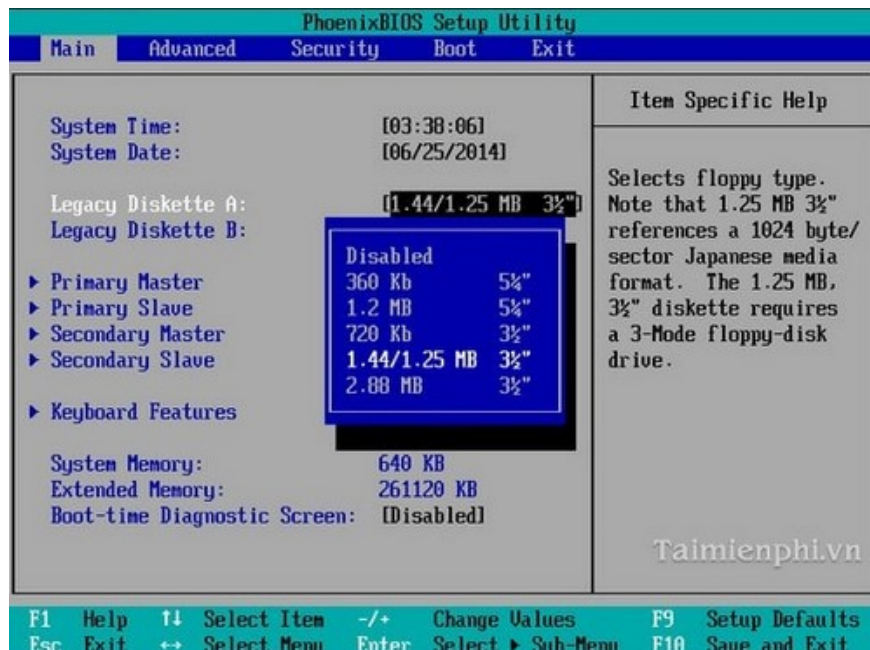 PhoenixBIOS Setup Utility
Main Advanced Security Boot Exit
Item Specific Help
System Time: [03:38:06]
System Date: [06/25/2014]
Selects floppy type.
Legacy Diskette A: [1.44/1.25 MB 3½"]
Note that 1.25 MB 3½"
Legacy Diskette B:
references a 1024 byte/
Disabled
sector Japanese media
Primary Master
360 Kb 5¼"
format. The 1.25 MB,
Primary Slave
1.2 MB 5¼"
3½" diskette requires
Secondary Master
720 Kb 3½"
a 3-Mode floppy-disk
Secondary Slave
1.44/1.25 MB 3½"
drive.
2.88 MB 3½"
Keyboard Features
System Memory: 640 KB
Extended Memory: 261120 KB
Boot-time Diagnostic Screen: [Disabled]
Taimienphi.vn
F1 Help ↑↓ Select Item -/+ Change Values F9 Setup Defaults
Esc Exit ↔ Select Menu Enter Select ▶ Sub-Menu F10 Save and Exit